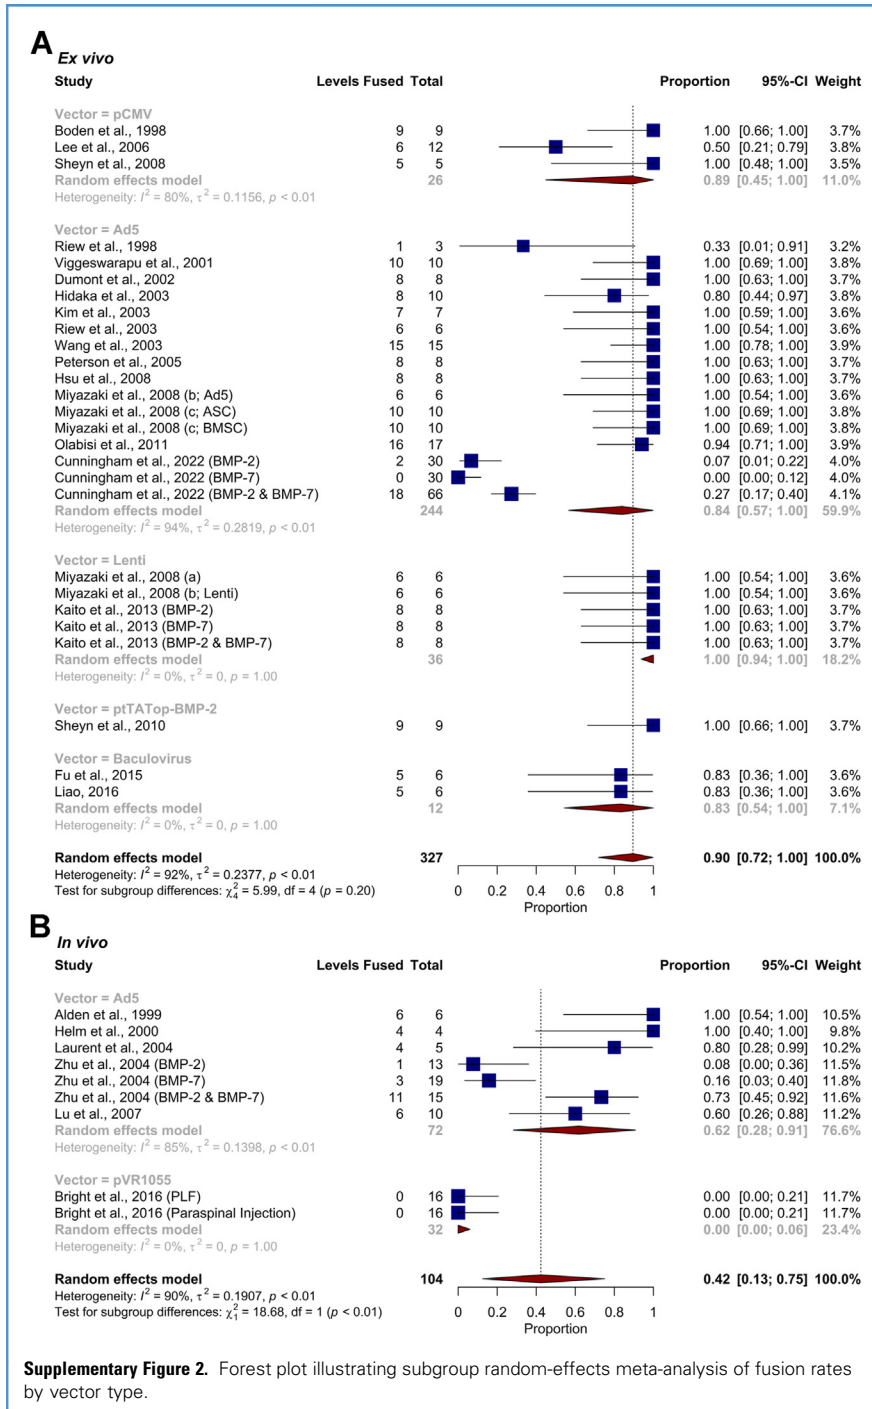 A
Ex vivo
Study Levels Fused Total Proportion 95%-CI Weight
Vector = pCMV
Boden et al., 1998 9 9 1.00 [0.66; 1.00] 3.7%
Lee et al., 2006 6 12 0.50 [0.21; 0.79] 3.8%
Sheyn et al., 2008 5 5 1.00 [0.48; 1.00] 3.5%
Random effects model 26 0.89 [0.45; 1.00] 11.0%
Heterogeneity: I² = 80%, τ² = 0.1156, p < 0.01
Vector = Ad5
Riew et al., 1998 1 3 0.33 [0.01; 0.91] 3.2%
Viggeswarapu et al., 2001 10 10 1.00 [0.69; 1.00] 3.8%
Dumont et al., 2002 8 8 1.00 [0.63; 1.00] 3.7%
Hidaka et al., 2003 8 10 0.80 [0.44; 0.97] 3.8%
Kim et al., 2003 7 7 1.00 [0.59; 1.00] 3.6%
Riew et al., 2003 6 6 1.00 [0.54; 1.00] 3.6%
Wang et al., 2003 15 15 1.00 [0.78; 1.00] 3.9%
Peterson et al., 2005 8 8 1.00 [0.63; 1.00] 3.7%
Hsu et al., 2008 8 8 1.00 [0.63; 1.00] 3.7%
Miyazaki et al., 2008 (b; Ad5) 6 6 1.00 [0.54; 1.00] 3.6%
Miyazaki et al., 2008 (c; ASC) 10 10 1.00 [0.69; 1.00] 3.8%
Miyazaki et al., 2008 (c; BMSC) 10 10 1.00 [0.69; 1.00] 3.8%
Olabisi et al., 2011 16 17 0.94 [0.71; 1.00] 3.9%
Cunningham et al., 2022 (BMP-2) 2 30 0.07 [0.01; 0.22] 4.0%
Cunningham et al., 2022 (BMP-7) 0 30 0.00 [0.00; 0.12] 4.0%
Cunningham et al., 2022 (BMP-2 & BMP-7) 18 66 0.27 [0.17; 0.40] 4.1%
Random effects model 244 0.84 [0.57; 1.00] 59.9%
Heterogeneity: I² = 94%, τ² = 0.2819, p < 0.01
Vector = Lenti
Miyazaki et al., 2008 (a) 6 6 1.00 [0.54; 1.00] 3.6%
Miyazaki et al., 2008 (b; Lenti) 6 6 1.00 [0.54; 1.00] 3.6%
Kaito et al., 2013 (BMP-2) 8 8 1.00 [0.63; 1.00] 3.7%
Kaito et al., 2013 (BMP-7) 8 8 1.00 [0.63; 1.00] 3.7%
Kaito et al., 2013 (BMP-2 & BMP-7) 8 8 1.00 [0.63; 1.00] 3.7%
Random effects model 36 1.00 [0.94; 1.00] 18.2%
Heterogeneity: I² = 0%, τ² = 0, p = 1.00
Vector = ptTATop-BMP-2
Sheyn et al., 2010 9 9 1.00 [0.66; 1.00] 3.7%
Vector = Baculovirus
Fu et al., 2015 5 6 0.83 [0.36; 1.00] 3.6%
Liao, 2016 5 6 0.83 [0.36; 1.00] 3.6%
Random effects model 12 0.83 [0.54; 1.00] 7.1%
Heterogeneity: I² = 0%, τ² = 0, p = 1.00
Random effects model 327 0.90 [0.72; 1.00] 100.0%
Heterogeneity: I² = 92%, τ² = 0.2377, p < 0.01
Test for subgroup differences: χ²₄ = 5.99, df = 4 (p = 0.20)
0 0.2 0.4 0.6 0.8 1
Proportion
B
In vivo
Study Levels Fused Total Proportion 95%-CI Weight
Vector = Ad5
Alden et al., 1999 6 6 1.00 [0.54; 1.00] 10.5%
Helm et al., 2000 4 4 1.00 [0.40; 1.00] 9.8%
Laurent et al., 2004 4 5 0.80 [0.28; 0.99] 10.2%
Zhu et al., 2004 (BMP-2) 1 13 0.08 [0.00; 0.36] 11.5%
Zhu et al., 2004 (BMP-7) 3 19 0.16 [0.03; 0.40] 11.8%
Zhu et al., 2004 (BMP-2 & BMP-7) 11 15 0.73 [0.45; 0.92] 11.6%
Lu et al., 2007 6 10 0.60 [0.26; 0.88] 11.2%
Random effects model 72 0.62 [0.28; 0.91] 76.6%
Heterogeneity: I² = 85%, τ² = 0.1398, p < 0.01
Vector = pVR1055
Bright et al., 2016 (PLF) 0 16 0.00 [0.00; 0.21] 11.7%
Bright et al., 2016 (Paraspinal Injection) 0 16 0.00 [0.00; 0.21] 11.7%
Random effects model 32 0.00 [0.00; 0.06] 23.4%
Heterogeneity: I² = 0%, τ² = 0, p = 1.00
Random effects model 104 0.42 [0.13; 0.75] 100.0%
Heterogeneity: I² = 90%, τ² = 0.1907, p < 0.01
Test for subgroup differences: χ²₁ = 18.68, df = 1 (p < 0.01)
0 0.2 0.4 0.6 0.8 1
Proportion
Supplementary Figure 2. Forest plot illustrating subgroup random-effects meta-analysis of fusion rates
by vector type.